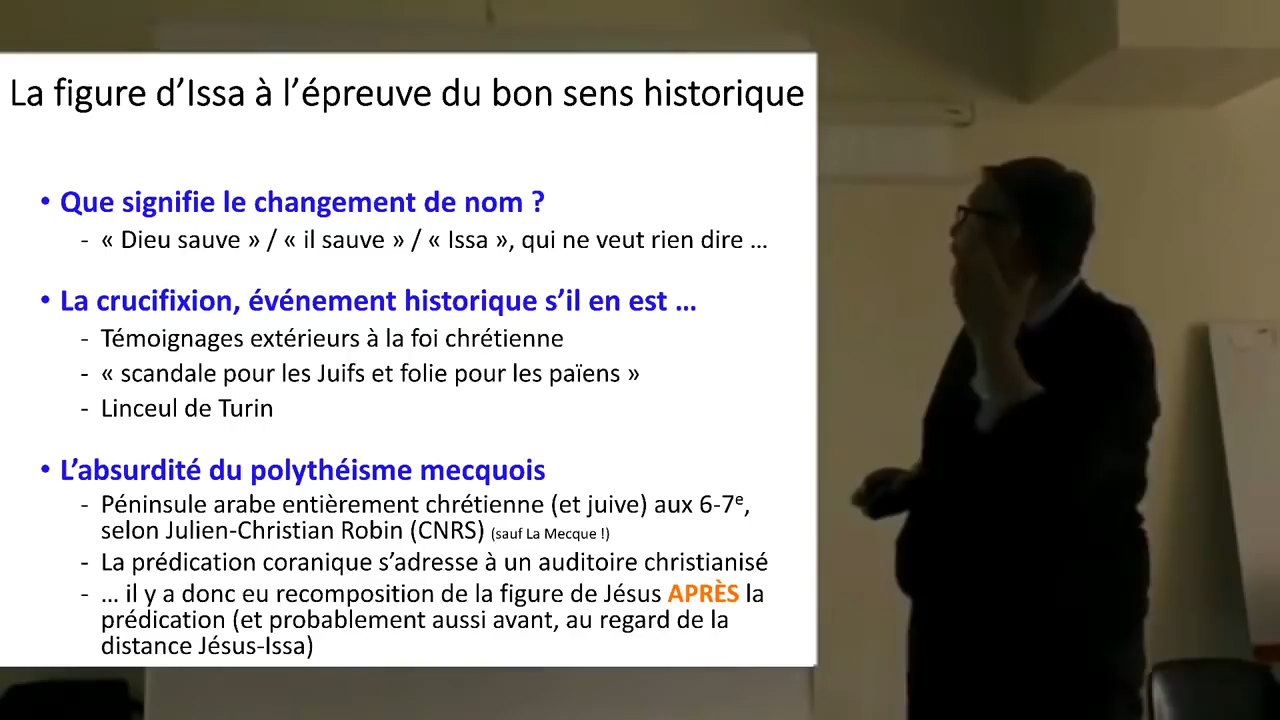 La figure d’Issa à l’épreuve du bon sens historique
• Que signifie le changement de nom ?
- « Dieu sauve » / « il sauve » / « Issa », qui ne veut rien dire …
• La crucifixion, événement historique s’il en est …
- Témoignages extérieurs à la foi chrétienne
- « scandale pour les Juifs et folie pour les païens »
- Linceul de Turin
• L’absurdité du polythéisme mecquois
- Péninsule arabe entièrement chrétienne (et juive) aux 6-7e,
selon Julien-Christian Robin (CNRS) (sauf La Mecque !)
- La prédication coranique s’adresse à un auditoire christianisé
- … il y a donc eu recomposition de la figure de Jésus APRÈS la
prédication (et probablement aussi avant, au regard de la
distance Jésus-Issa)